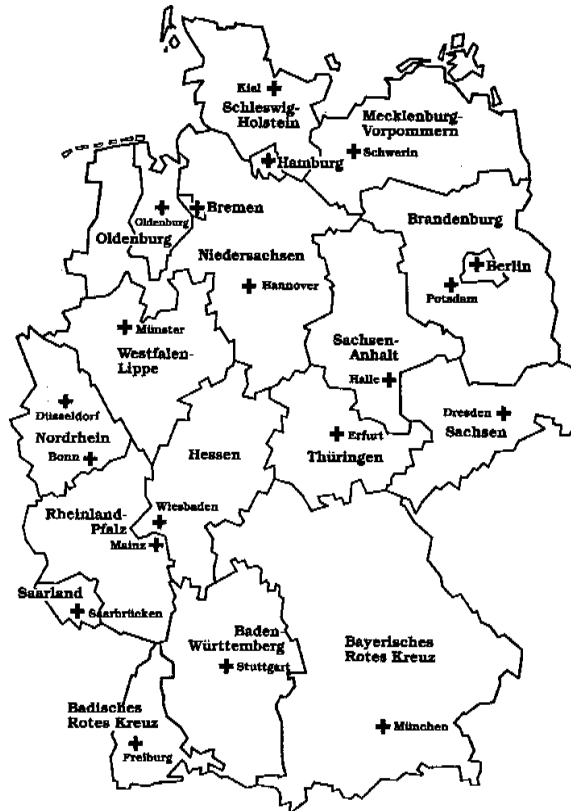 Kiel
Schleswig-
Holstein
Mecklenburg-
Vorpommern
Schwerin
Hamburg
Bremen
Oldenburg
Oldenburg
Brandenburg
Niedersachsen
Berlin
Hannover
Potsdam
Münster
Westfalen-
Lippe
Sachsen-
Anhalt
Halle
Düsseldorf
Nordrhein
Bonn
Dresden
Sachsen
Erfurt
Thüringen
Hessen
Wiesbaden
Rheinland-
Pfalz
Mainz
Saarland
Saarbrücken
Baden-
Württemberg
Stuttgart
Bayerisches
Rotes Kreuz
Badisches
Rotes Kreuz
Freiburg
München